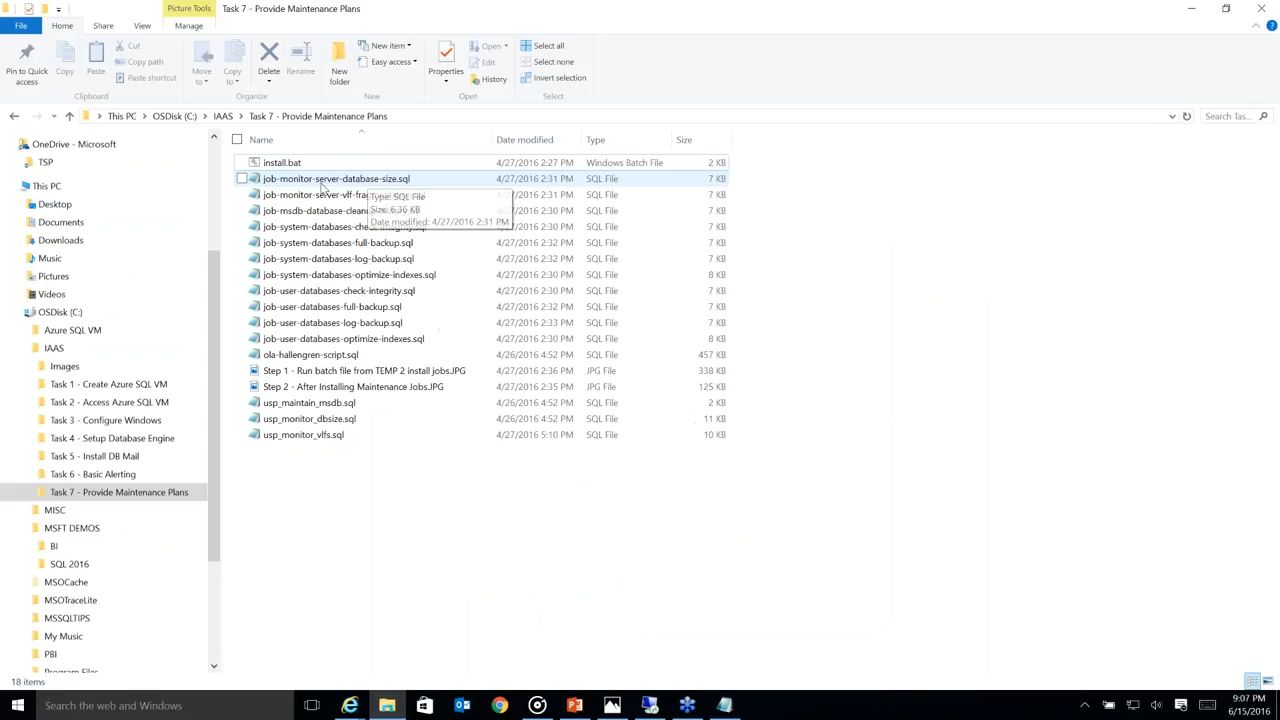 Picture Tools
Task 7 - Provide Maintenance Plans
File
Home
Share
View
Manage
Pin to Quick access
Copy
Paste
Cut
Copy path
Paste shortcut
Clipboard
Move to
Copy to
Delete
Rename
Organize
New folder
New item
Easy access
New
Properties
Open
Edit
History
Open
Select all
Select none
Invert selection
Select
This PC
OSDisk (C:)
IAAS
Task 7 - Provide Maintenance Plans
Search Tas...
OneDrive - Microsoft
TSP
This PC
Desktop
Documents
Downloads
Music
Pictures
Videos
OSDisk (C:)
Azure SQL VM
IAAS
Images
Task 1 - Create Azure SQL VM
Task 2 - Access Azure SQL VM
Task 3 - Configure Windows
Task 4 - Setup Database Engine
Task 5 - Install DB Mail
Task 6 - Basic Alerting
Task 7 - Provide Maintenance Plans
MISC
MSFT DEMOS
BI
SQL 2016
MSOCache
MSOTraceLite
MSSQLTIPS
My Music
PBI
Program Files
Name Date modified Type Size
install.bat 4/27/2016 2:27 PM Windows Batch File 2 KB
job-monitor-server-database-size.sql 4/27/2016 2:31 PM SQL File 7 KB
job-monitor-server-vlf-fra 4/27/2016 2:31 PM SQL File 7 KB
job-msdb-database-clean 4/27/2016 2:31 PM SQL File 7 KB
job-system-databases-check-integrity.sql 4/27/2016 2:30 PM SQL File 7 KB
job-system-databases-full-backup.sql 4/27/2016 2:32 PM SQL File 7 KB
job-system-databases-log-backup.sql 4/27/2016 2:32 PM SQL File 7 KB
job-system-databases-optimize-indexes.sql 4/27/2016 2:30 PM SQL File 8 KB
job-user-databases-check-integrity.sql 4/27/2016 2:30 PM SQL File 7 KB
job-user-databases-full-backup.sql 4/27/2016 2:32 PM SQL File 7 KB
job-user-databases-log-backup.sql 4/27/2016 2:33 PM SQL File 7 KB
job-user-databases-optimize-indexes.sql 4/27/2016 2:30 PM SQL File 8 KB
ola-hallengren-script.sql 4/26/2016 4:52 PM SQL File 457 KB
Step 1 - Run batch file from TEMP 2 install jobs.JPG 4/27/2016 2:36 PM JPG File 338 KB
Step 2 - After Installing Maintenance Jobs.JPG 4/27/2016 2:35 PM JPG File 125 KB
usp_maintain_msdb.sql 4/26/2016 4:52 PM SQL File 2 KB
usp_monitor_dbsize.sql 4/26/2016 4:52 PM SQL File 11 KB
usp_monitor_vlfs.sql 4/27/2016 5:10 PM SQL File 10 KB
Type: SQL File
Size: 6.36 KB
Date modified: 4/27/2016 2:31 PM
18 items
Search the web and Windows
9:07 PM
6/15/2016